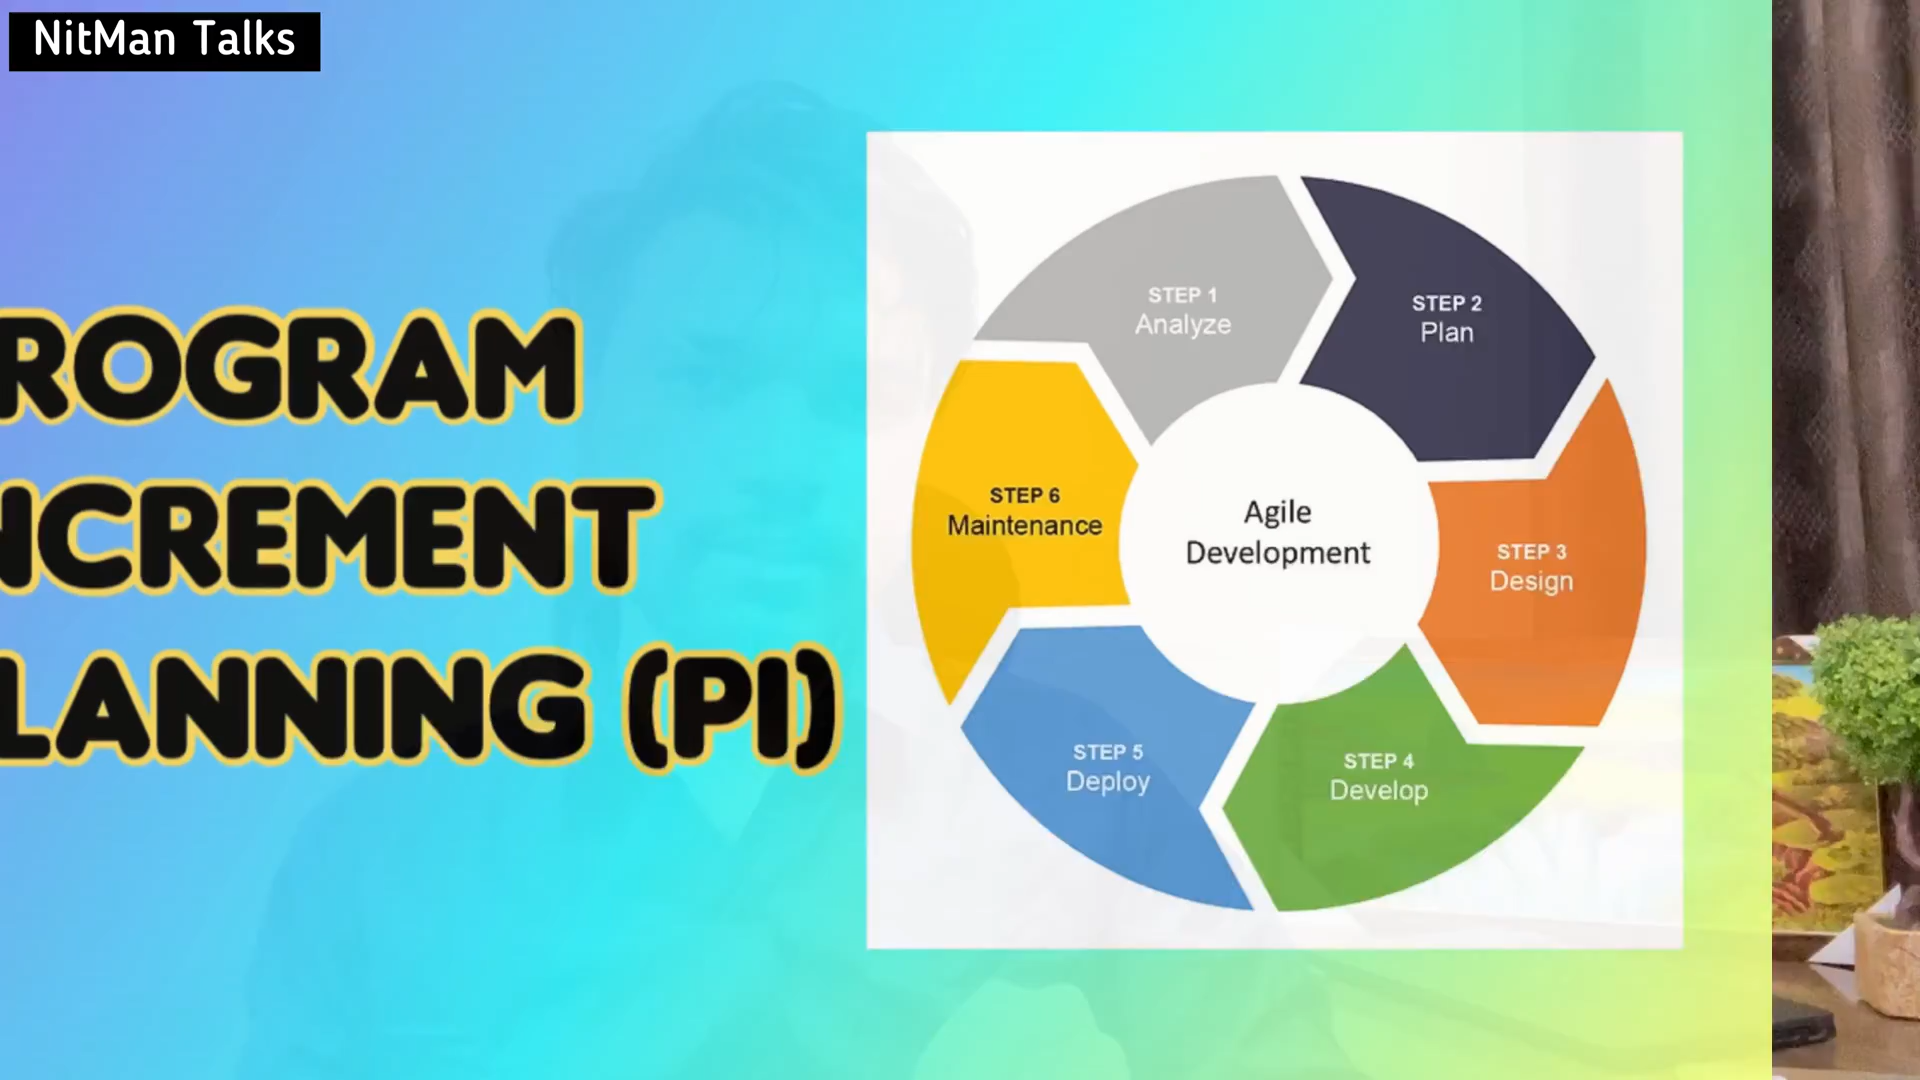 NitMan Talks
ROGRAM
NCREMENT
LANNING (PI)
STEP 1
Analyze
STEP 2
Plan
STEP 3
Design
STEP 4
Develop
STEP 5
Deploy
STEP 6
Maintenance
Agile
Development